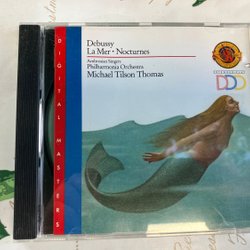 Debussy
La Mer • Nocturnes
Ambrosian Singers
Philharmonia Orchestra
Michael Tilson Thomas
DIGITAL MASTERS
DDD